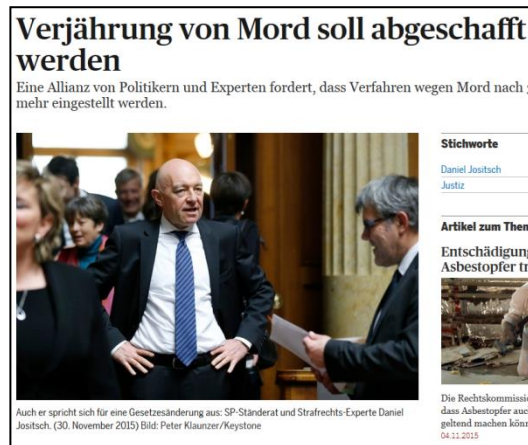 Verjährung von Mord soll abgeschafft
werden
Eine Allianz von Politikern und Experten fordert, dass Verfahren wegen Mord nach
mehr eingestellt werden.
Auch er spricht sich für eine Gesetzesänderung aus: SP-Ständerat und Strafrechts-Experte Daniel
Jositsch. (30. November 2015) Bild: Peter Klaunzer/Keystone
Stichworte
Daniel Jositsch
Justiz
Artikel zum Them
Entschädigung
Asbestopfer tr
Die Rechtskommissi
dass Asbestopfer auc
geltend machen kön
04.11.2015